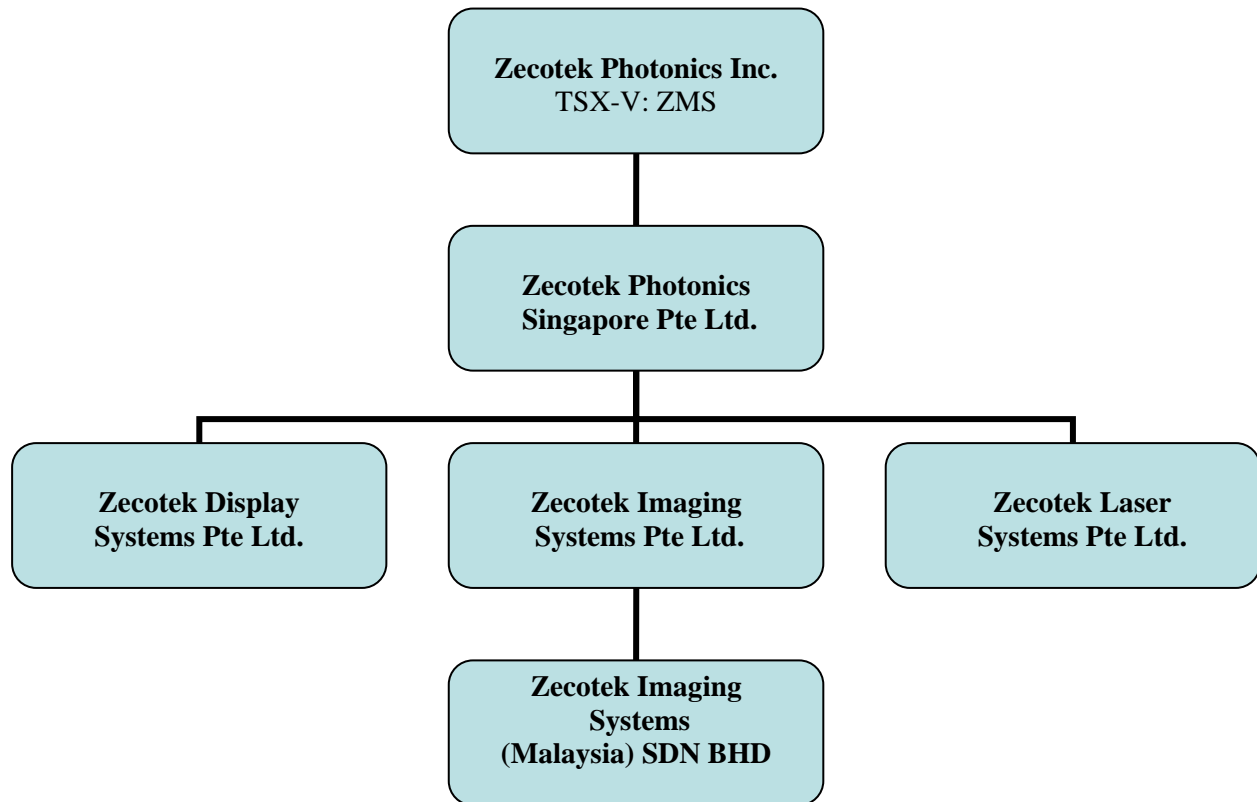 Zecotek Photonics Inc.
TSX-V: ZMS
Zecotek Photonics
Singapore Pte Ltd.
Zecotek Display
Systems Pte Ltd.
Zecotek Imaging
Systems Pte Ltd.
Zecotek Laser
Systems Pte Ltd.
Zecotek Imaging
Systems
(Malaysia) SDN BHD